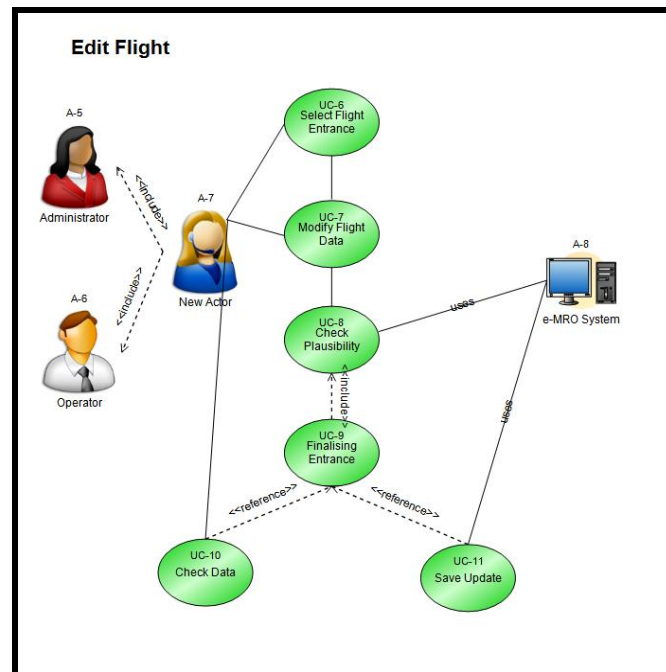 Edit Flight
A-5
Administrator
<<include>>
A-6
Operator
<<include>>
A-7
New Actor
UC-6
Select Flight
Entrance
UC-7
Modify Flight
Data
UC-8
Check
Plausibility
uses
A-8
e-MRO System
<<include>>
UC-9
Finalising
Entrance
uses
<<reference>>
<<reference>>
UC-10
Check Data
UC-11
Save Update